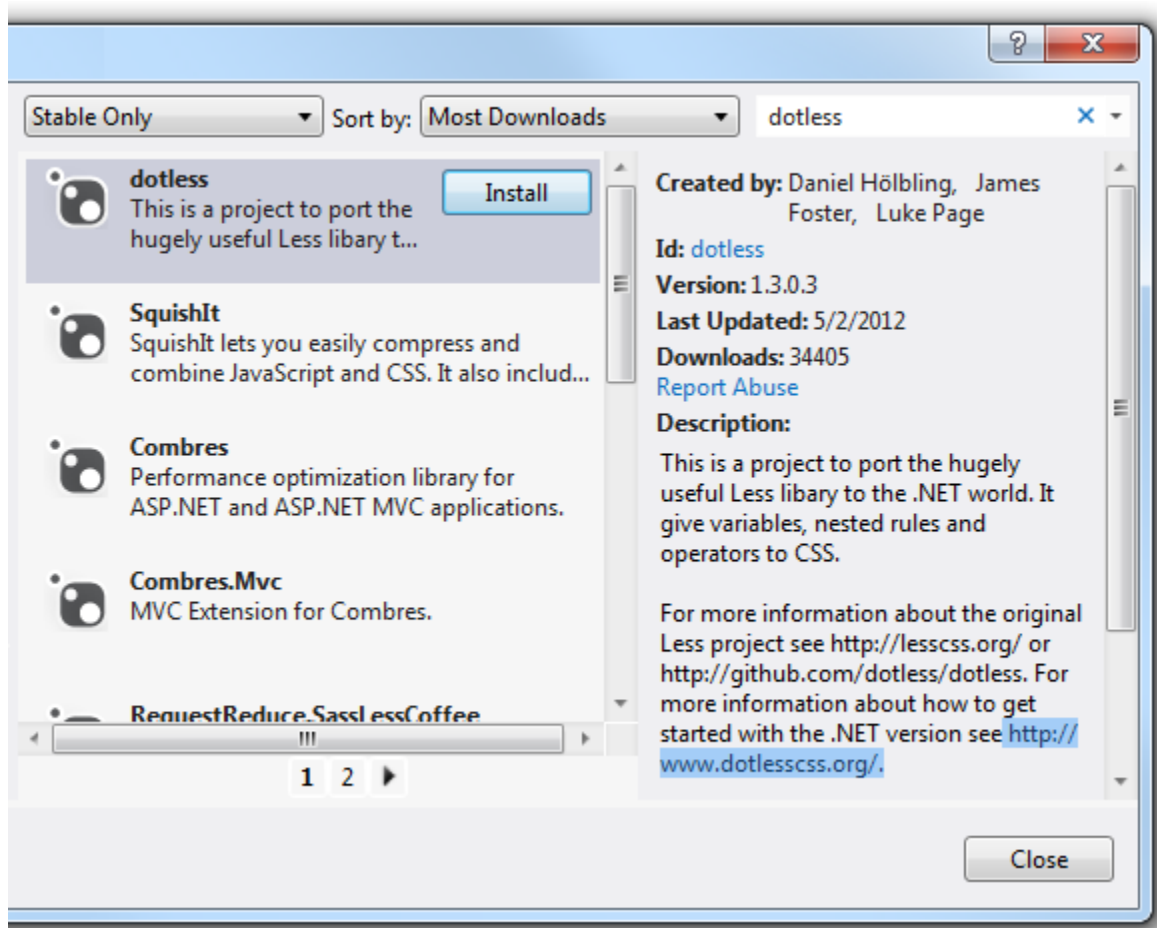 Stable Only
Sort by:
Most Downloads
dotless
dotless
This is a project to port the
hugely useful Less libary t...
Install
SquishIt
SquishIt lets you easily compress and
combine JavaScript and CSS. It also includ...
Combres
Performance optimization library for
ASP.NET and ASP.NET MVC applications.
Combres.Mvc
MVC Extension for Combres.
RequestReduce.SassLessCoffee
1 2
Created by: Daniel Hölbling, James
Foster, Luke Page
Id: dotless
Version: 1.3.0.3
Last Updated: 5/2/2012
Downloads: 34405
Report Abuse
Description:
This is a project to port the hugely
useful Less libary to the .NET world. It
give variables, nested rules and
operators to CSS.
For more information about the original
Less project see http://lesscss.org/ or
http://github.com/dotless/dotless. For
more information about how to get
started with the .NET version see http://
www.dotlesscss.org/.
Close